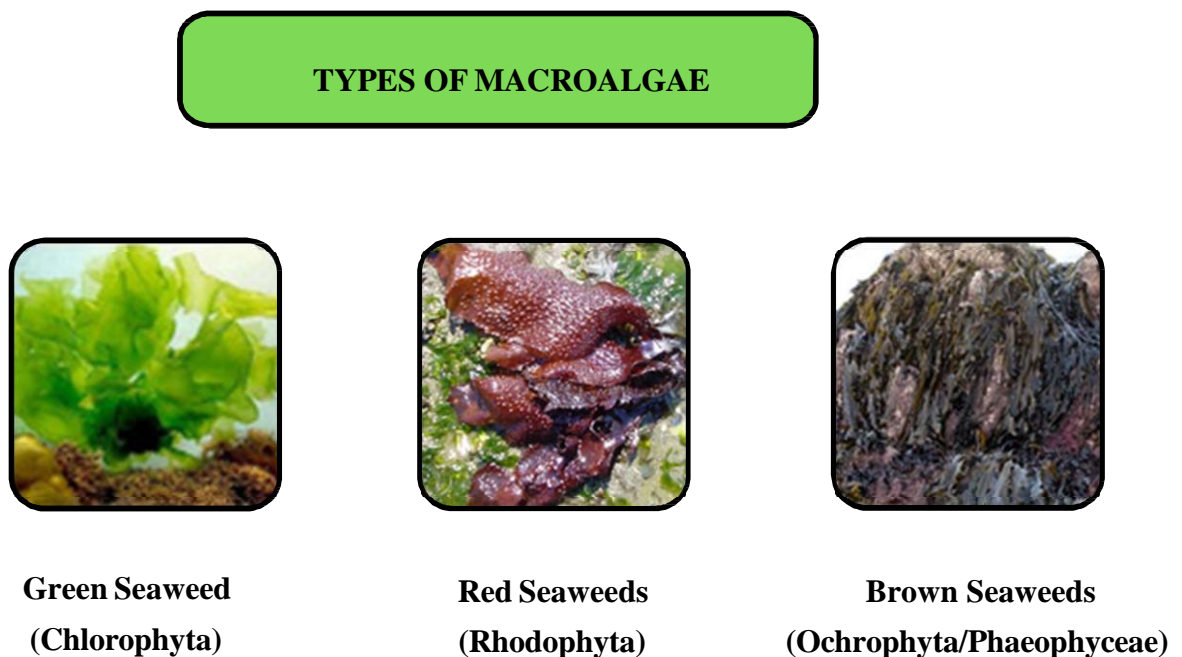 TYPES OF MACROALGAE
Green Seaweed
(Chlorophyta)
Red Seaweeds
(Rhodophyta)
Brown Seaweeds
(Ochrophyta/Phaeophyceae)